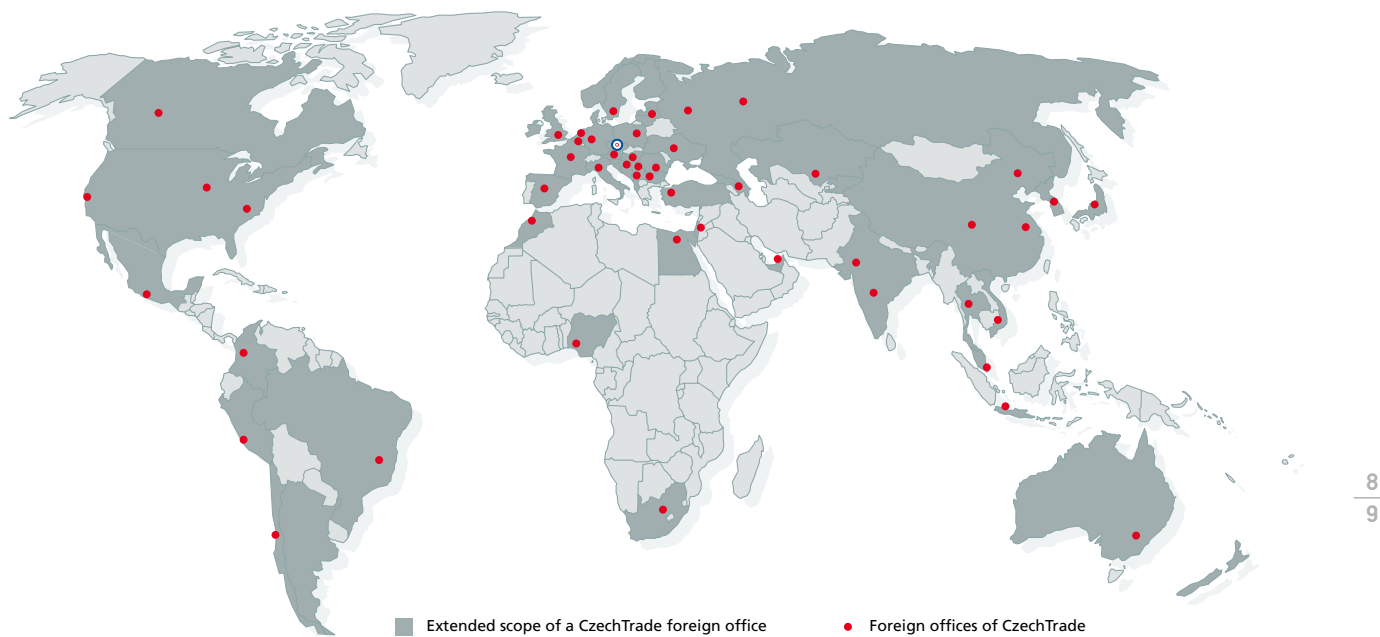 8
9
Extended scope of a CzechTrade foreign office
Foreign offices of CzechTrade